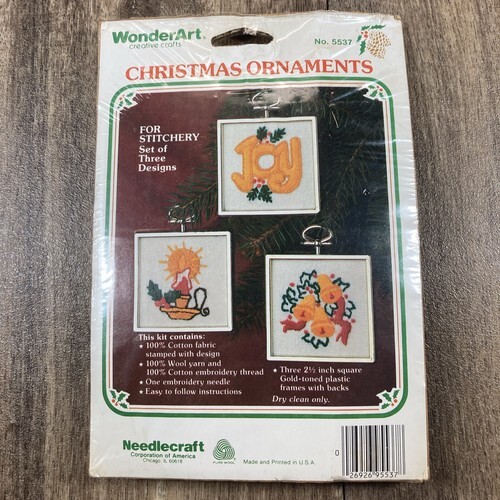 WonderArt®
creative crafts
No. 5537
CHRISTMAS ORNAMENTS
FOR
STITCHERY
Set of
Three
Designs
JOY
This kit contains:
★ 100% Cotton fabric
stamped with design
★ 100% Wool yarn and
100% Cotton embroidery thread
★ One embroidery needle
★ Easy to follow instructions
★ Three 2½ inch square
Gold-toned plastic
frames with backs
Dry clean only.
Needlecraft
Corporation of America
Chicago, IL 60618
PURE WOOL
Made and Printed in U.S.A.
0
26926 95537